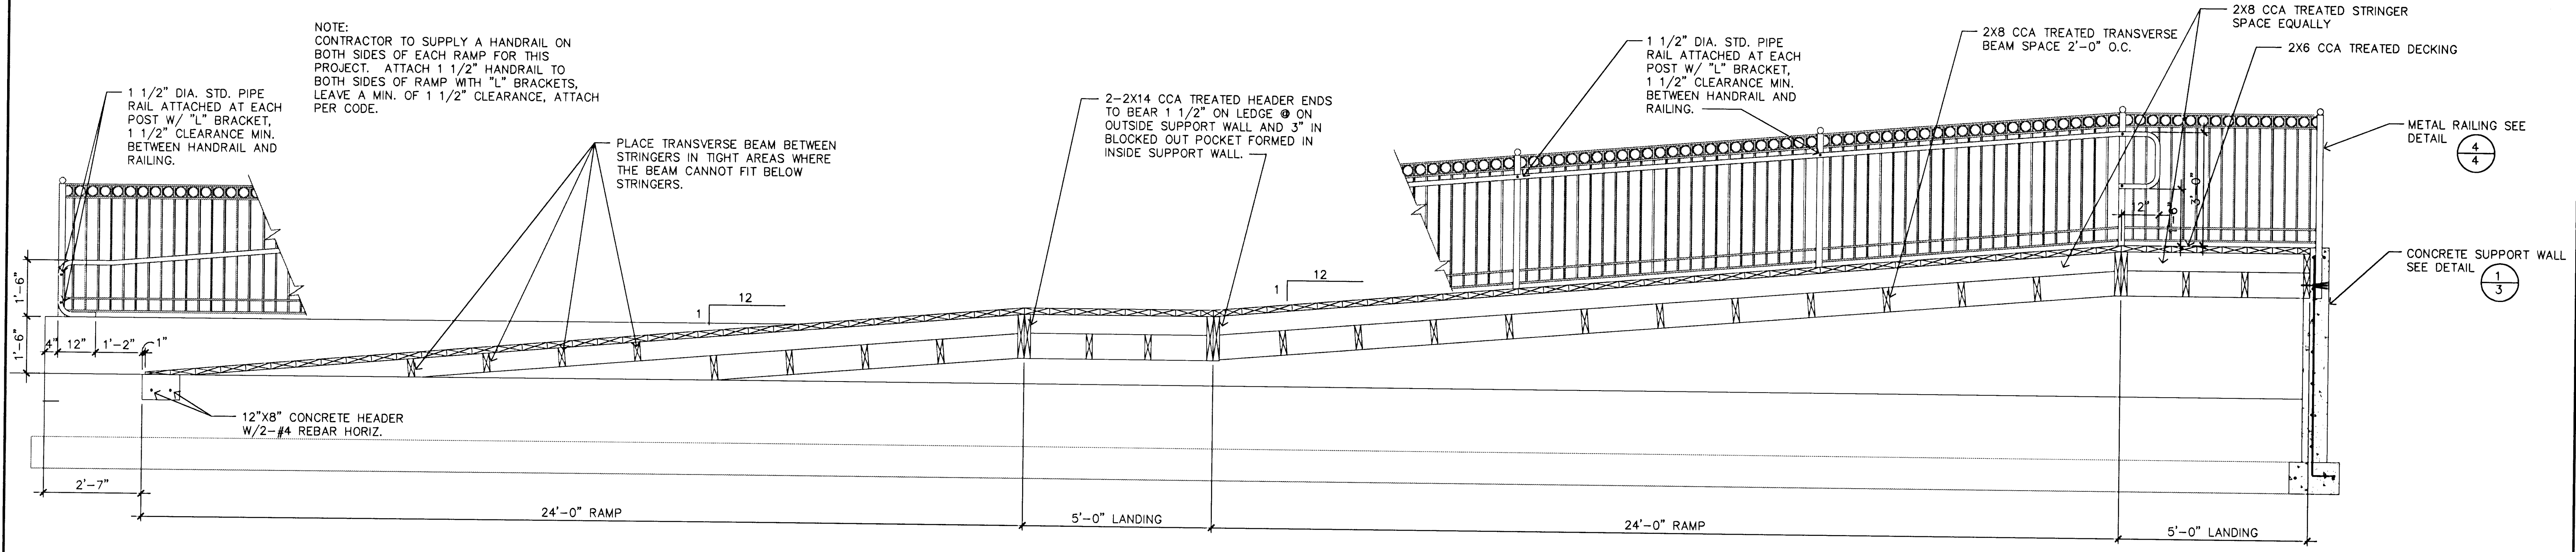 NOTE:
CONTRACTOR TO SUPPLY A HANDRAIL ON
BOTH SIDES OF EACH RAMP FOR THIS
PROJECT. ATTACH 1 1/2" HANDRAIL TO
BOTH SIDES OF RAMP WITH "L" BRACKETS,
LEAVE A MIN. OF 1 1/2" CLEARANCE, ATTACH
PER CODE.
1 1/2" DIA. STD. PIPE
RAIL ATTACHED AT EACH
POST W/ "L" BRACKET,
1 1/2" CLEARANCE MIN.
BETWEEN HANDRAIL AND
RAILING.
PLACE TRANSVERSE BEAM BETWEEN
STRINGERS IN TIGHT AREAS WHERE
THE BEAM CANNOT FIT BELOW
STRINGERS.
2-2X14 CCA TREATED HEADER ENDS
TO BEAR 1 1/2" ON LEDGE @ ON
OUTSIDE SUPPORT WALL AND 3" IN
BLOCKED OUT POCKET FORMED IN
INSIDE SUPPORT WALL.
1 1/2" DIA. STD. PIPE
RAIL ATTACHED AT EACH
POST W/ "L" BRACKET,
1 1/2" CLEARANCE MIN.
BETWEEN HANDRAIL AND
RAILING.
2X8 CCA TREATED TRANSVERSE
BEAM SPACE 2'-0" O.C.
2X8 CCA TREATED STRINGER
SPACE EQUALLY
2X6 CCA TREATED DECKING
METAL RAILING SEE
DETAIL
4
4
CONCRETE SUPPORT WALL
SEE DETAIL
1
3
12"
1'-6"
3'-0"
1'-6"
1'-6"
4"
12"
1'-2"
1"
12
1
12
1
12"X8" CONCRETE HEADER
W/2-#4 REBAR HORIZ.
2'-7"
24'-0" RAMP
5'-0" LANDING
24'-0" RAMP
5'-0" LANDING